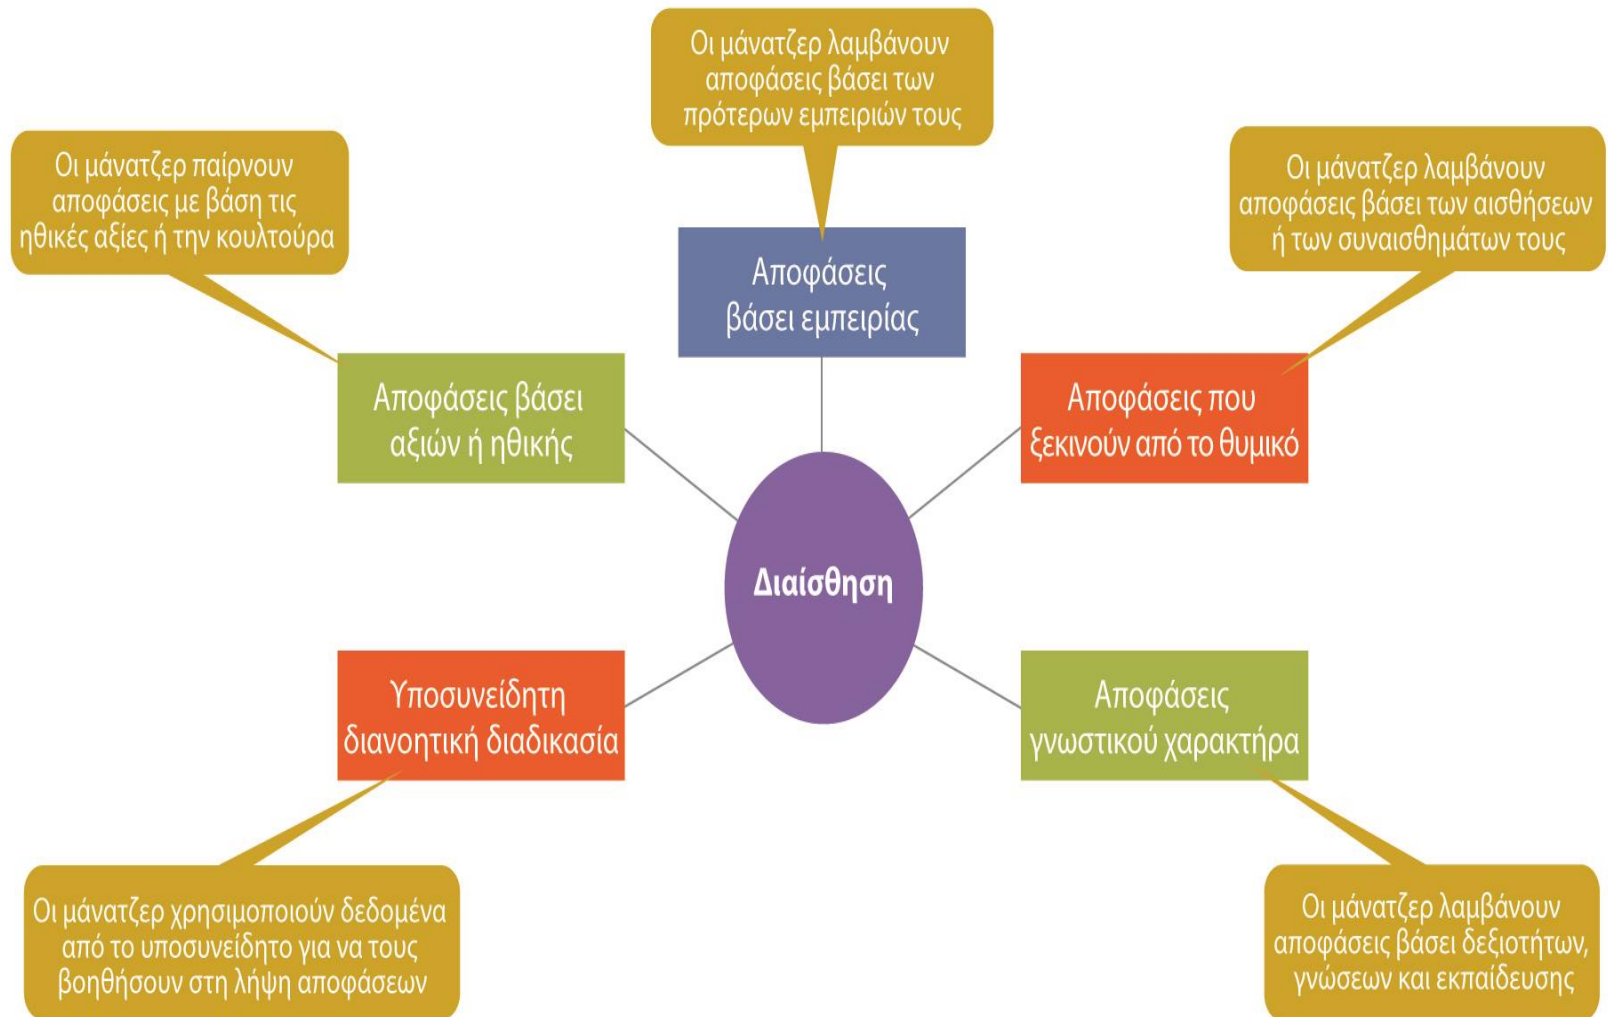 Οι μάνατζερ λαμβάνουν
αποφάσεις βάσει των
πρότερων εμπειριών τους
Οι μάνατζερ παίρνουν
αποφάσεις με βάση τις
ηθικές αξίες ή την κουλτούρα
Οι μάνατζερ λαμβάνουν
αποφάσεις βάσει των αισθήσεων
ή των συναισθημάτων τους
Αποφάσεις
βάσει εμπειρίας
Αποφάσεις βάσει
αξιών ή ηθικής
Αποφάσεις που
ξεκινούν από το θυμικό
Διαίσθηση
Υποσυνείδητη
διανοητική διαδικασία
Αποφάσεις
γνωστικού χαρακτήρα
Οι μάνατζερ χρησιμοποιούν δεδομένα
από το υποσυνείδητο για να τους
βοηθήσουν στη λήψη αποφάσεων
Οι μάνατζερ λαμβάνουν
αποφάσεις βάσει δεξιοτήτων,
γνώσεων και εκπαίδευσης